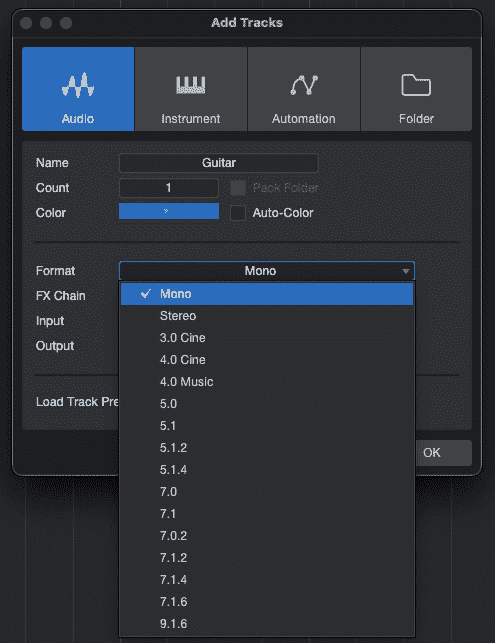 Add Tracks
Audio Instrument Automation Folder
Name Guitar
Count 1 Pack Folder
Color ? Auto-Color
Format Mono
FX Chain
Input
Output
Load Track Pre
OK
Mono
Stereo
3.0 Cine
4.0 Cine
4.0 Music
5.0
5.1
5.1.2
5.1.4
7.0
7.1
7.0.2
7.1.2
7.1.4
7.1.6
9.1.6